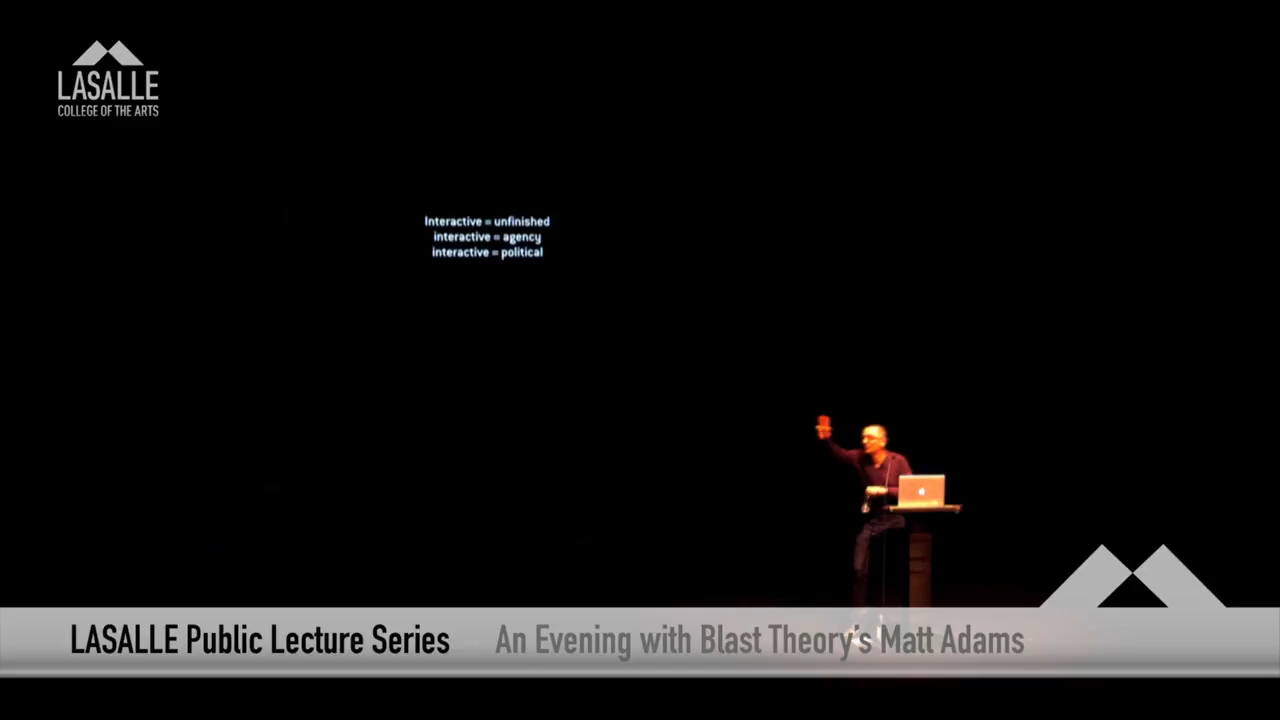 LASALLE
COLLEGE OF THE ARTS
Interactive = unfinished
interactive = agency
interactive = political
LASALLE Public Lecture Series An Evening with Blast Theory's Matt Adams